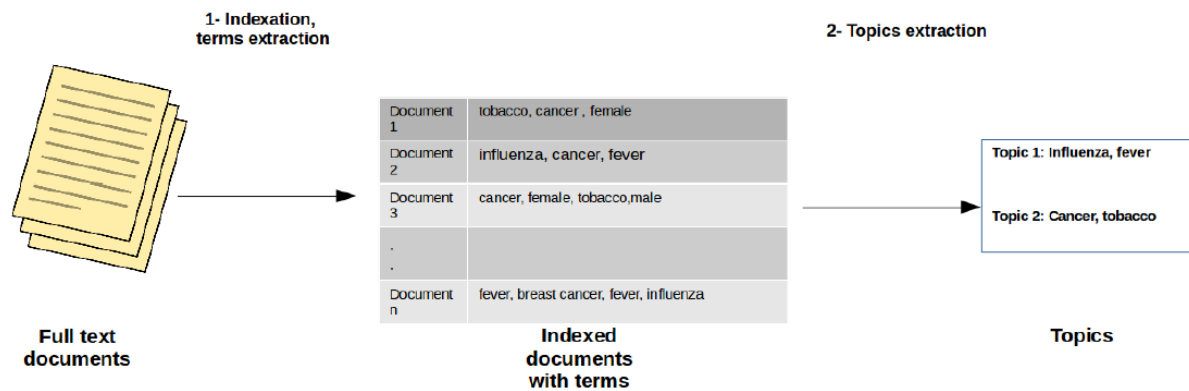 1- Indexation,
terms extraction
2- Topics extraction
Document
1
tobacco, cancer , female
Document
2
influenza, cancer, fever
Document
3
cancer, female, tobacco,male
.
.
Document
n
fever, breast cancer, fever, influenza
Topic 1: Influenza, fever
Topic 2: Cancer, tobacco
Full text
documents
Indexed
documents
with terms
Topics